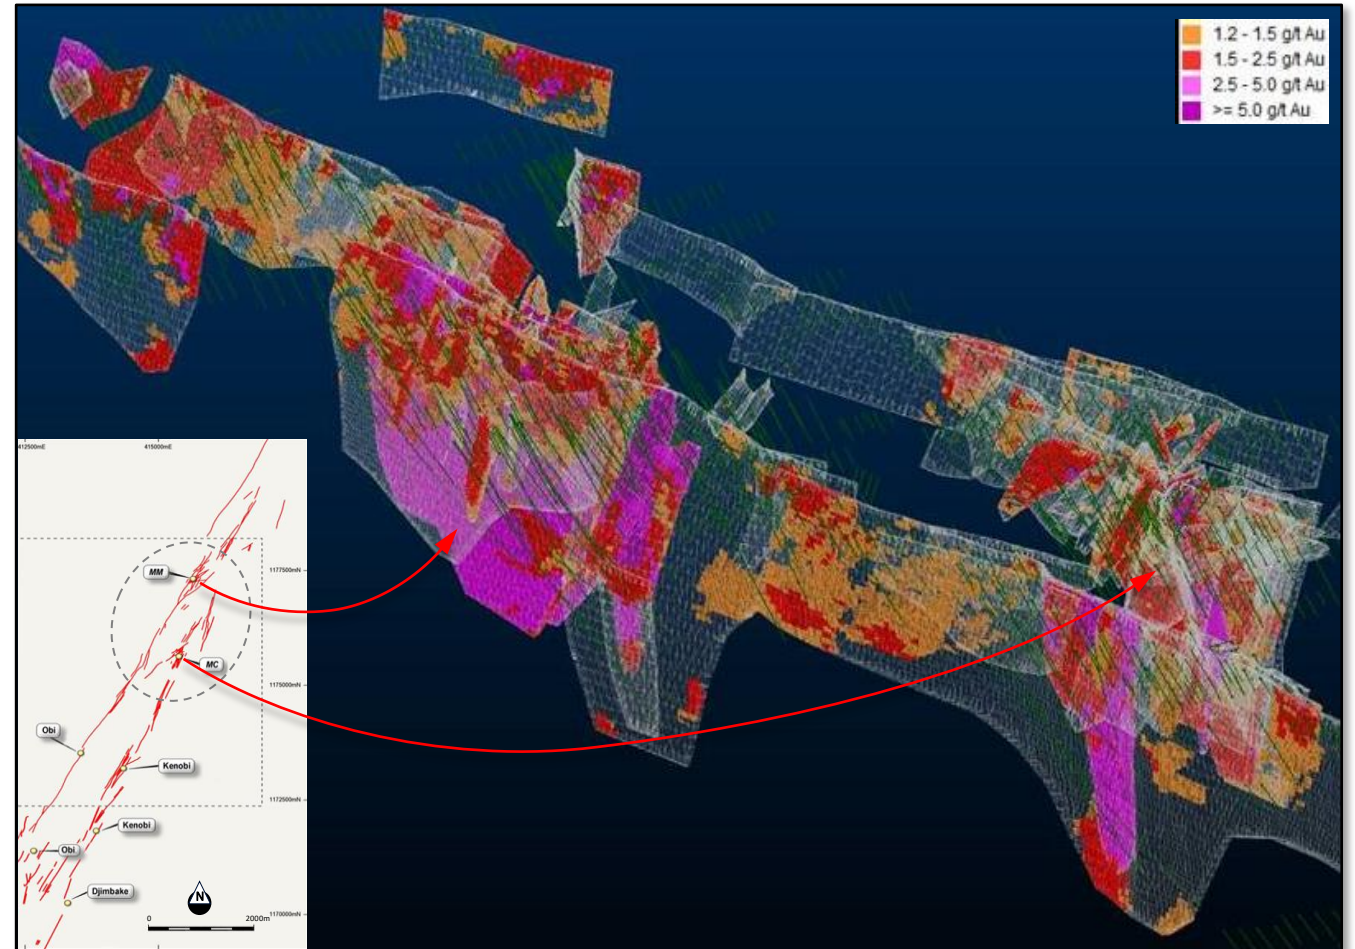 1.2 - 1.5 g/t Au
1.5 - 2.5 g/t Au
2.5 - 5.0 g/t Au
>= 5.0 g/t Au
412500mE
415000mE
MM
1177500mN
MC
1175000mN
Obi
Kenobi
1172500mN
Kenobi
Obi
Djimbake
N
0
2000m
1170000mN